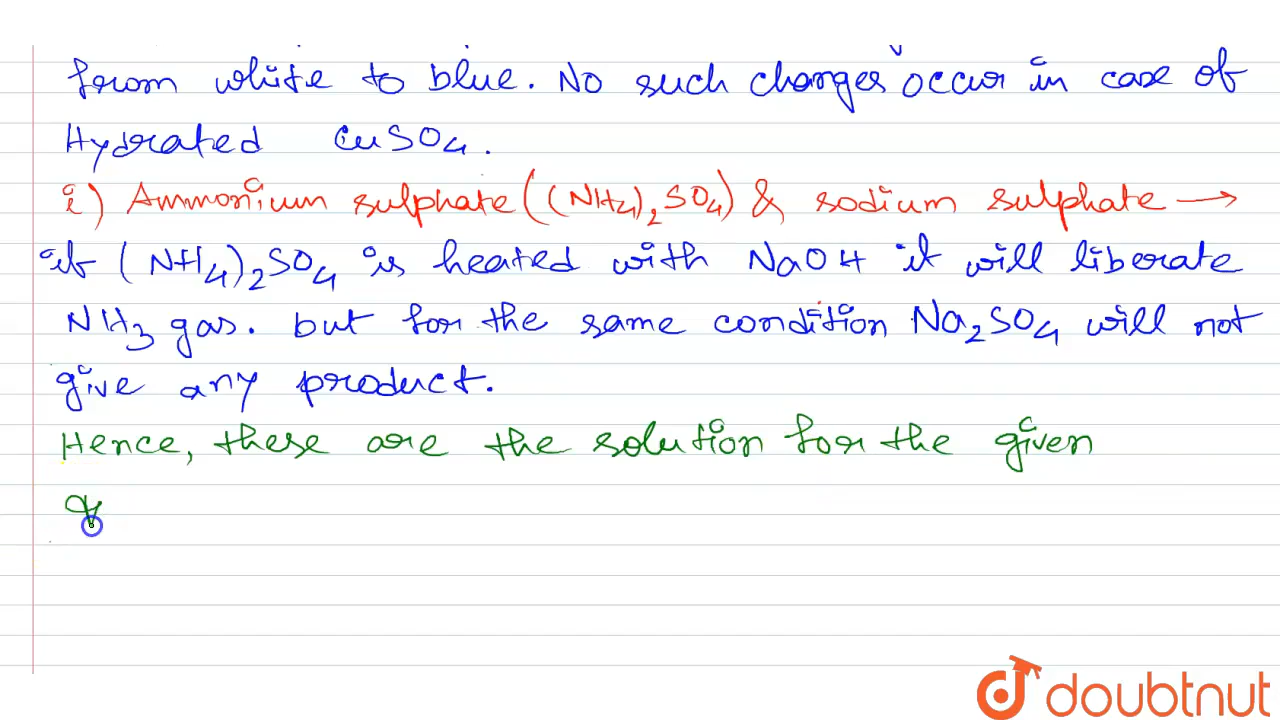 from white to blue. No such changes occur in case of
Hydrated CuSO4.
i) Ammonium sulphate ((NH4)2SO4) & sodium sulphate →
if (NH4)2SO4 is heated with NaOH it will liberate
NH3 gas. but for the same condition Na2SO4 will not
give any product.
Hence, these are the solution for the given
q
doubtnut